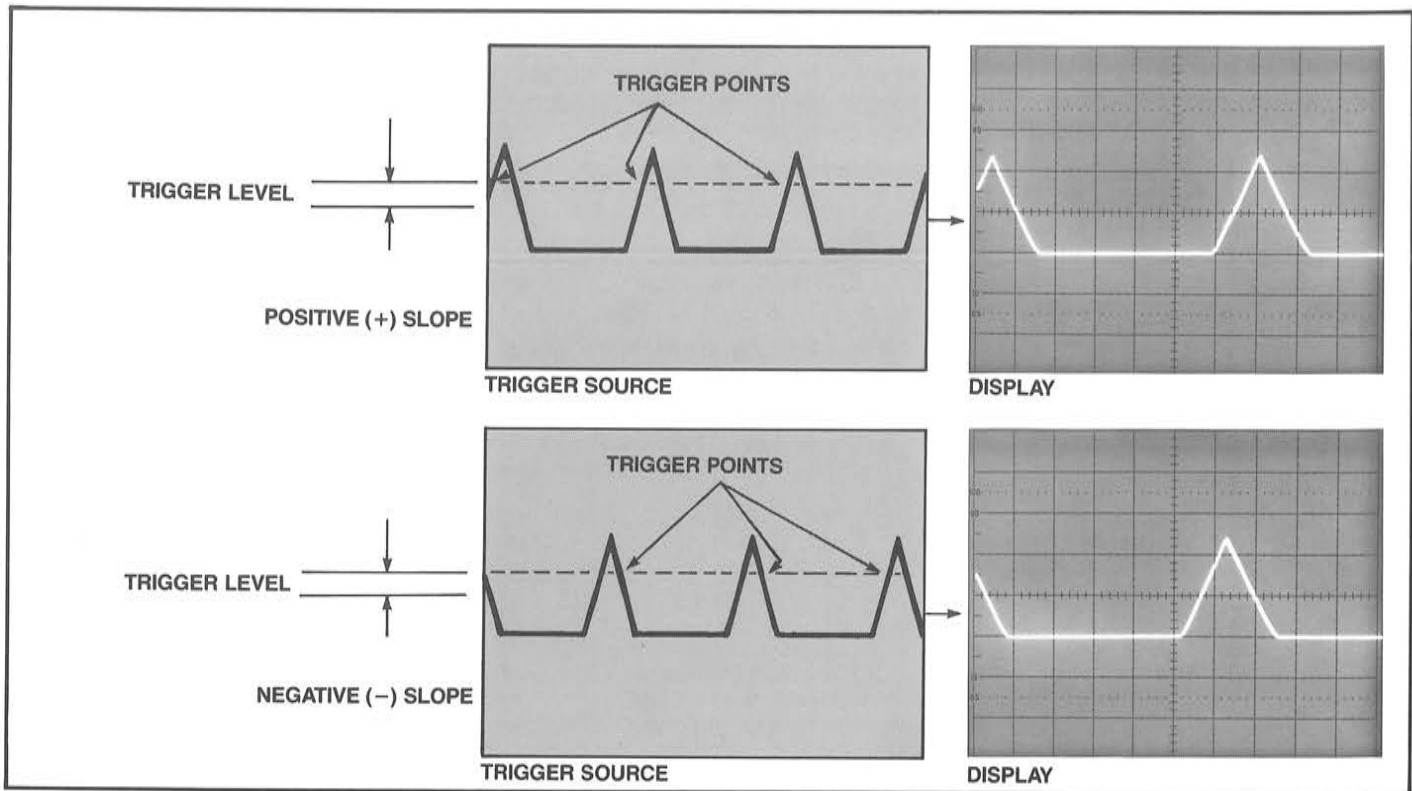 TRIGGER POINTS
TRIGGER LEVEL
POSITIVE (+) SLOPE
TRIGGER SOURCE
DISPLAY
TRIGGER POINTS
TRIGGER LEVEL
NEGATIVE (−) SLOPE
TRIGGER SOURCE
DISPLAY